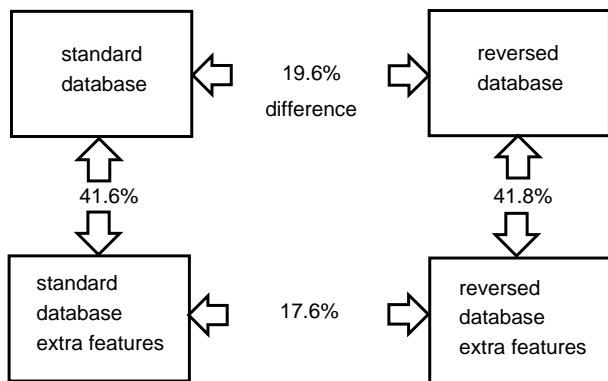 standard
database
19.6%
difference
reversed
database
41.6%
41.8%
standard
database
extra features
17.6%
reversed
database
extra features